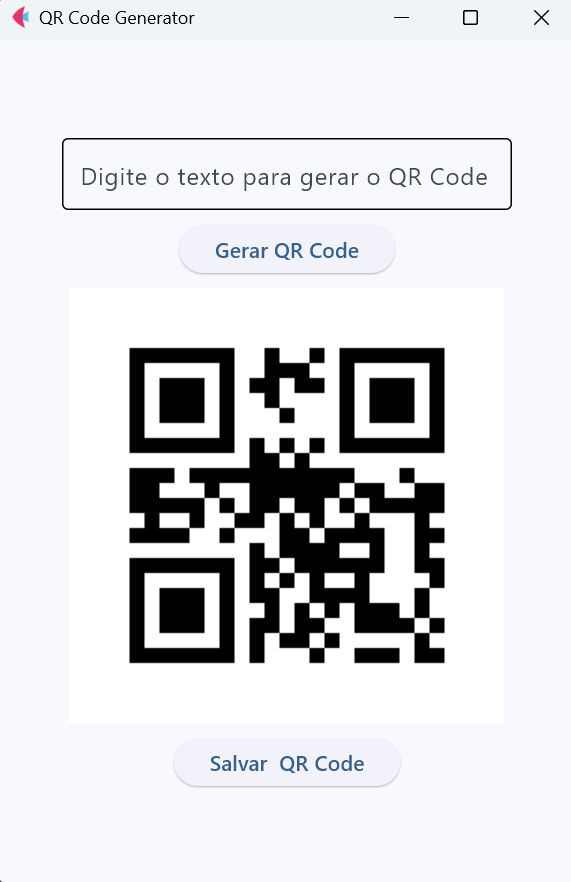 QR Code Generator
Digite o texto para gerar o QR Code
Gerar QR Code
Salvar  QR Code